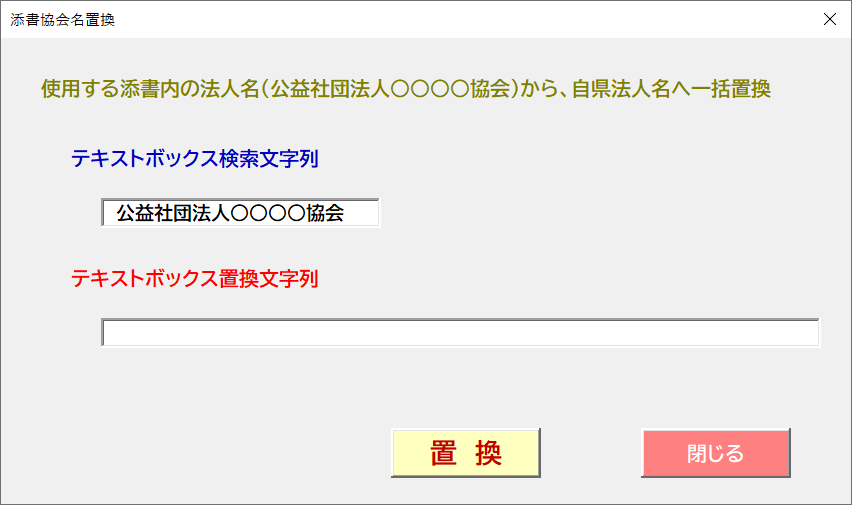 添書協会名置換
使用する添書内の法人名（公益社団法人〇〇〇〇協会）から、自県法人名へ一括置換
テキストボックス検索文字列
公益社団法人〇〇〇〇協会
テキストボックス置換文字列
置 換
閉じる